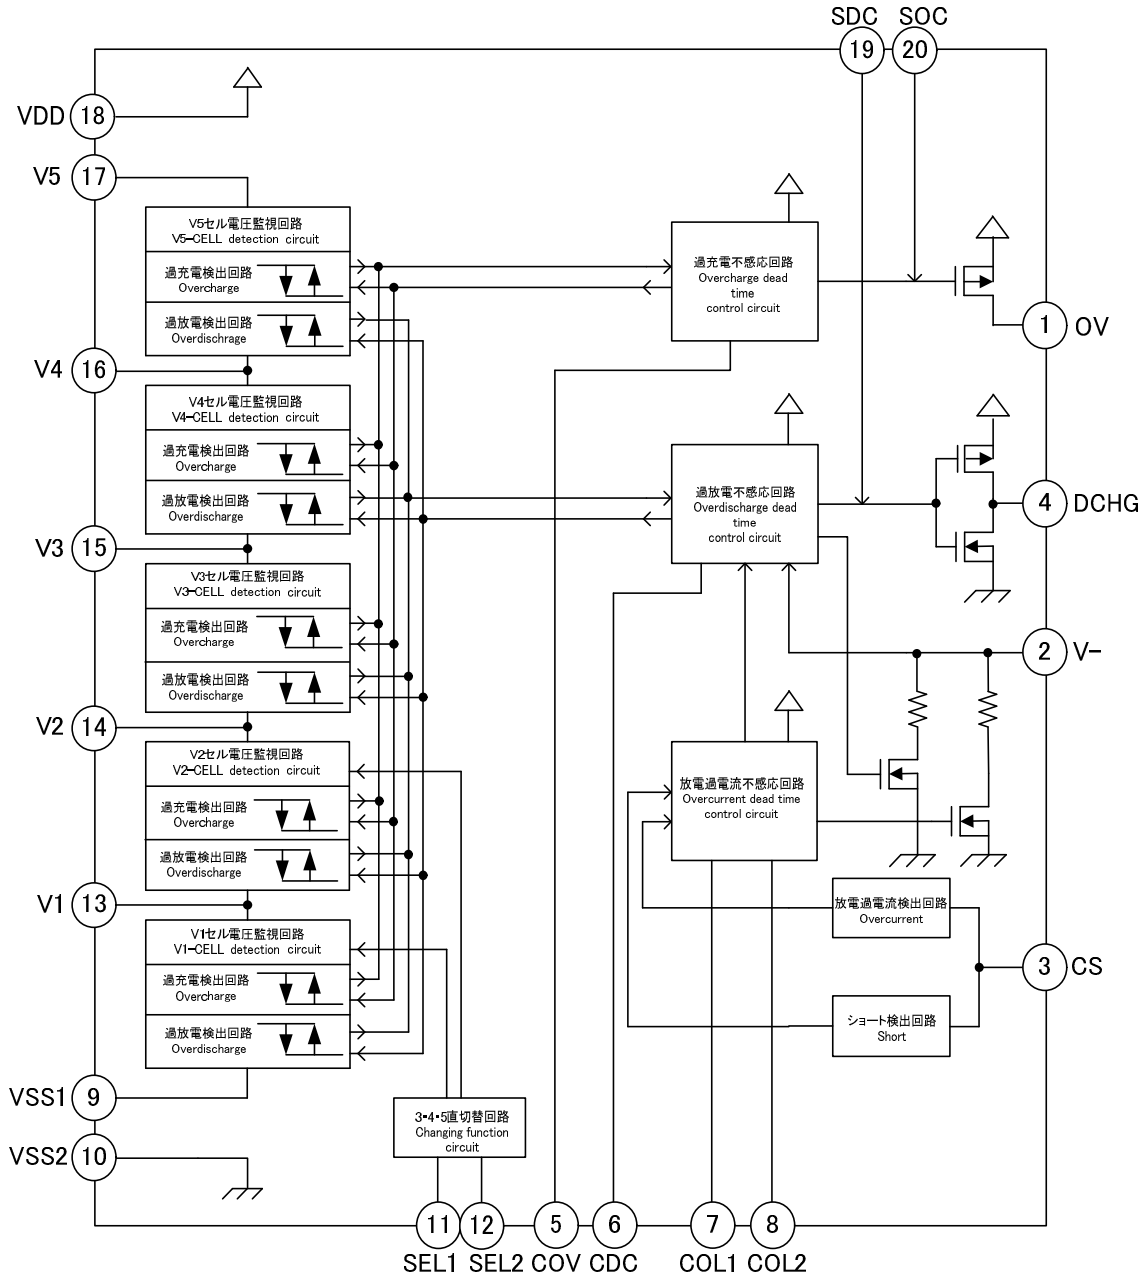 SDC
SOC
19
20
VDD
18
V5
17
V5セル電圧監視回路
V5-CELL detection circuit
過充電検出回路
Overcharge
過放電検出回路
Overdischrage
過充電不感応回路
Overcharge dead
time
control circuit
1
OV
V4
16
V4セル電圧監視回路
V4-CELL detection circuit
過充電検出回路
Overcharge
過放電検出回路
Overdischarge
過放電不感応回路
Overdischarge dead
time
control circuit
4
DCHG
V3
15
V3セル電圧監視回路
V3-CELL detection circuit
過充電検出回路
Overcharge
過放電検出回路
Overdischarge
2
V-
V2
14
V2セル電圧監視回路
V2-CELL detection circuit
過充電検出回路
Overcharge
過放電検出回路
Overdischarge
放電過電流不感応回路
Overcurrent dead time
control circuit
V1
13
V1セル電圧監視回路
V1-CELL detection circuit
過充電検出回路
Overcharge
過放電検出回路
Overdischarge
放電過電流検出回路
Overcurrent
3
CS
ショート検出回路
Short
VSS1
9
VSS2
10
3・4・5直切替回路
Changing function
circuit
11
12
5
6
7
8
SEL1
SEL2
COV
CDC
COL1
COL2